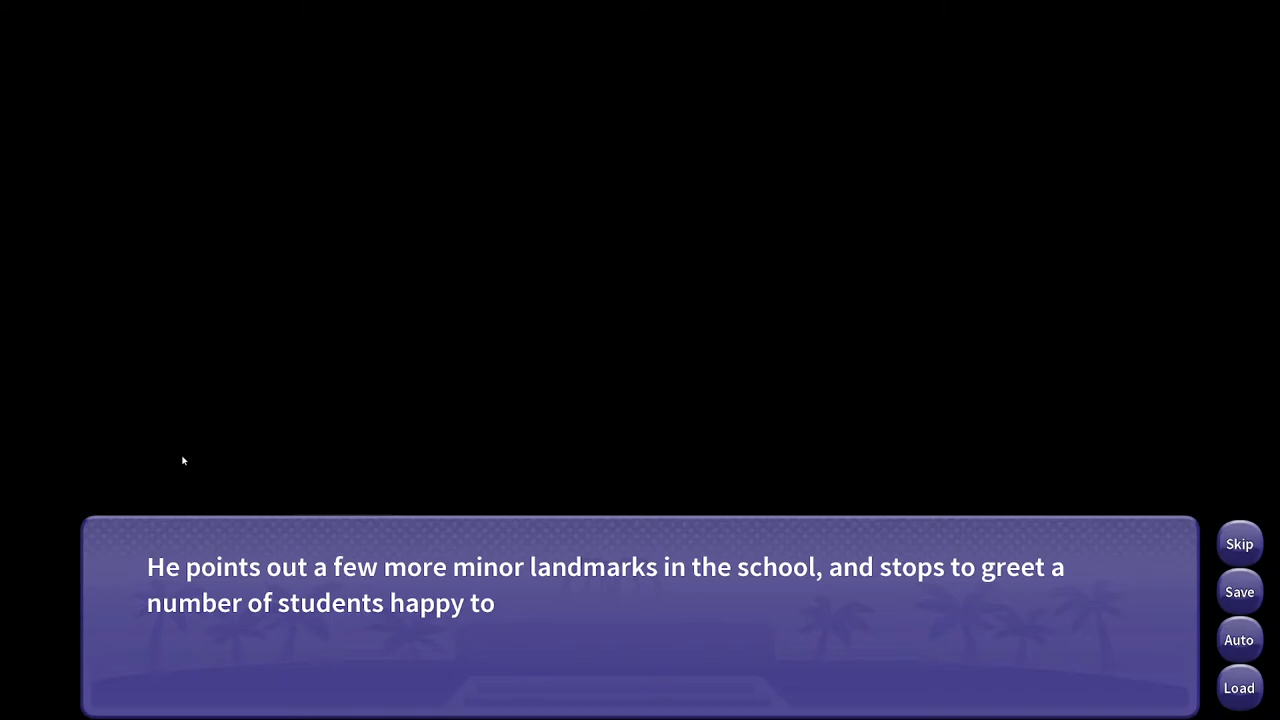 He points out a few more minor landmarks in the school, and stops to greet a
number of students happy to
Skip
Save
Auto
Load